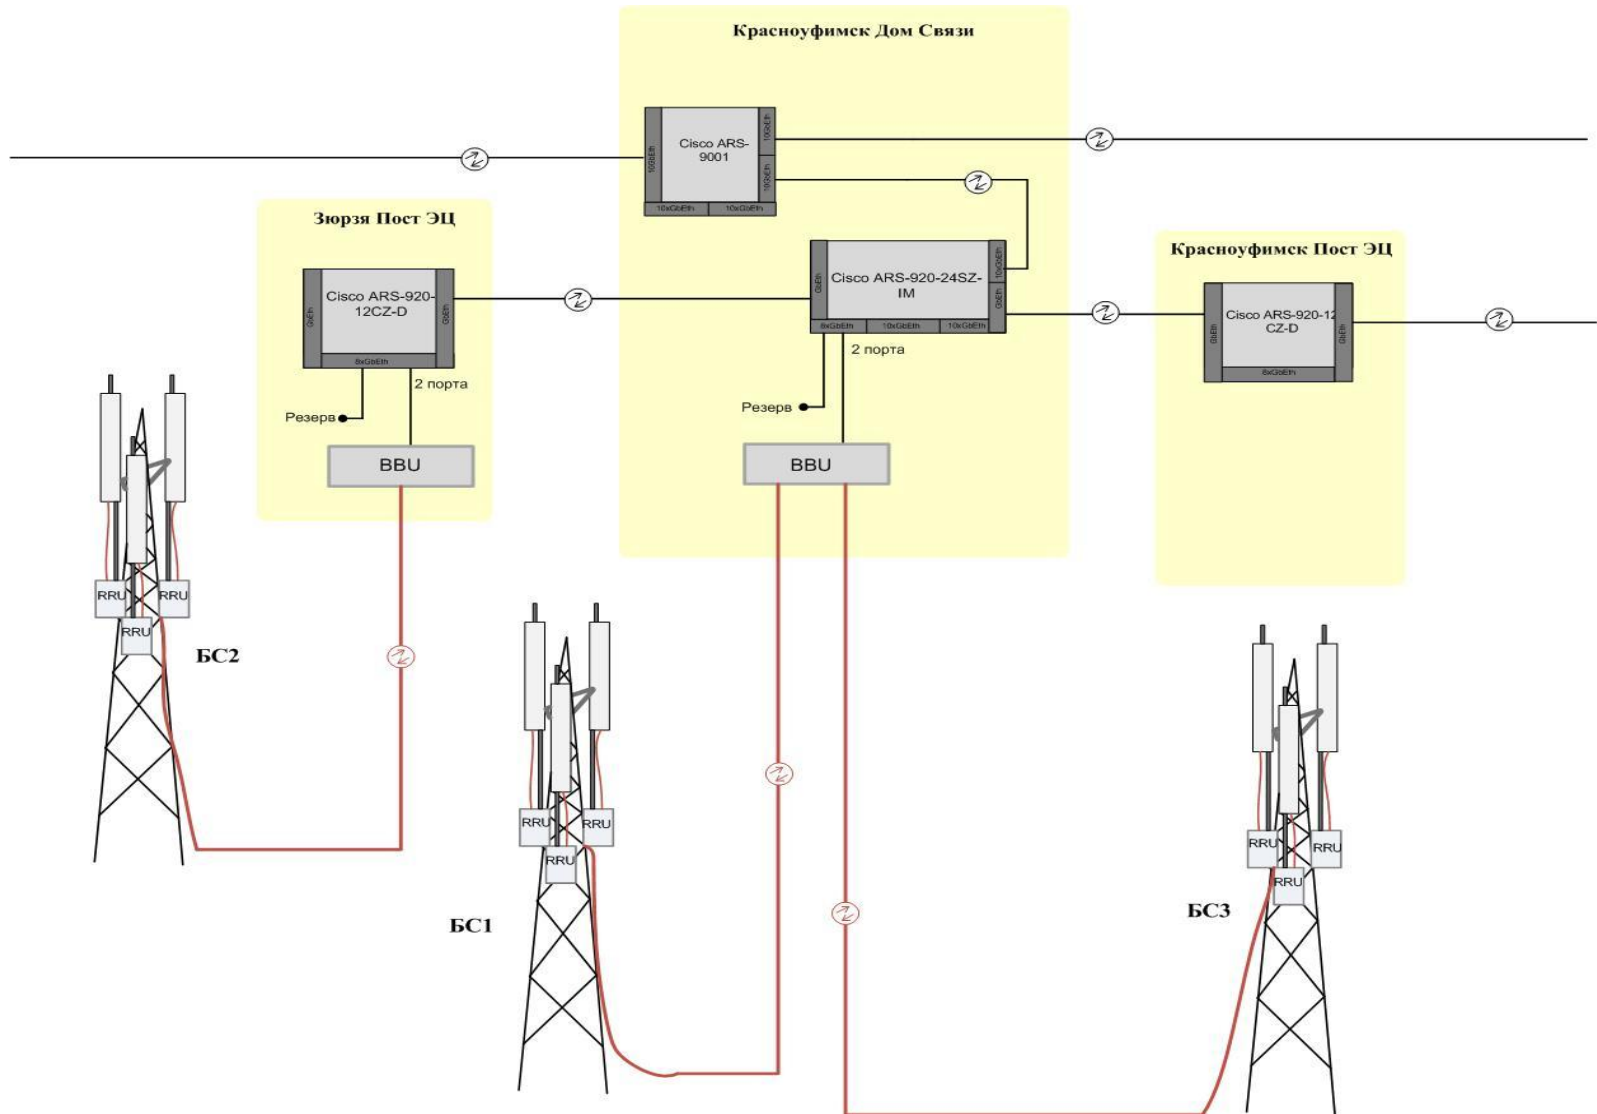 Красноуфимск Дом Связи
Cisco ARS-
9001
10GbEth
10GbEth
10GbEth
10xGbEth
10xGbEth
Зюрзя Пост ЭЦ
Cisco ARS-920-
12CZ-D
GbEth
GbEth
8xGbEth
2 порта
Резерв
BBU
Cisco ARS-920-24SZ-
IM
GbEth
10xGbEth
GbEth
8xGbEth
10xGbEth
10xGbEth
2 порта
Резерв
BBU
Красноуфимск Пост ЭЦ
Cisco ARS-920-12
CZ-D
GbEth
GbEth
8xGbEth
RRU
RRU
RRU
БС2
RRU
RRU
RRU
БС1
RRU
RRU
RRU
БС3